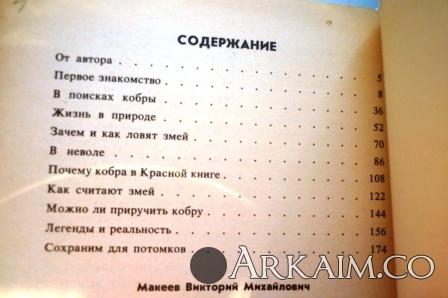 СОДЕРЖАНИЕ
От автора . . . . . . . . . . . 5
Первое знакомство . . . . . . . . . 8
В поисках кобры . . . . . . . . . 36
Жизнь в природе . . . . . . . . . 52
Зачем и как ловят змей . . . . . . . 70
В неволе . . . . . . . . . . . 86
Почему кобра в Красной книге . . . . . 108
Как считают змей . . . . . . . . . 122
Можно ли приручить кобру . . . . . . 144
Легенды и реальность . . . . . . . 156
Сохраним для потомков . . . . . . . 174
ARKAIM.CO
Макеев Виктор Михайлович